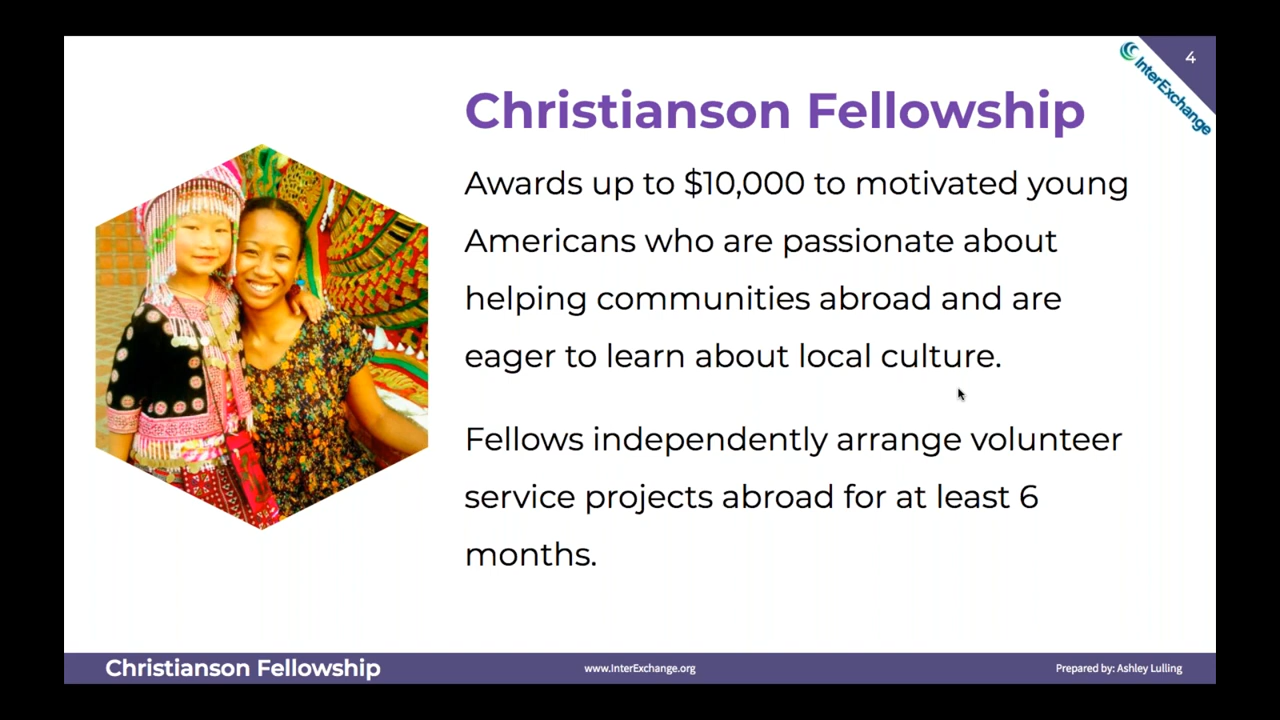 4
InterExchange
Christianson Fellowship
Awards up to $10,000 to motivated young
Americans who are passionate about
helping communities abroad and are
eager to learn about local culture.
Fellows independently arrange volunteer
service projects abroad for at least 6
months.
Christianson Fellowship
www.InterExchange.org
Prepared by: Ashley Lulling